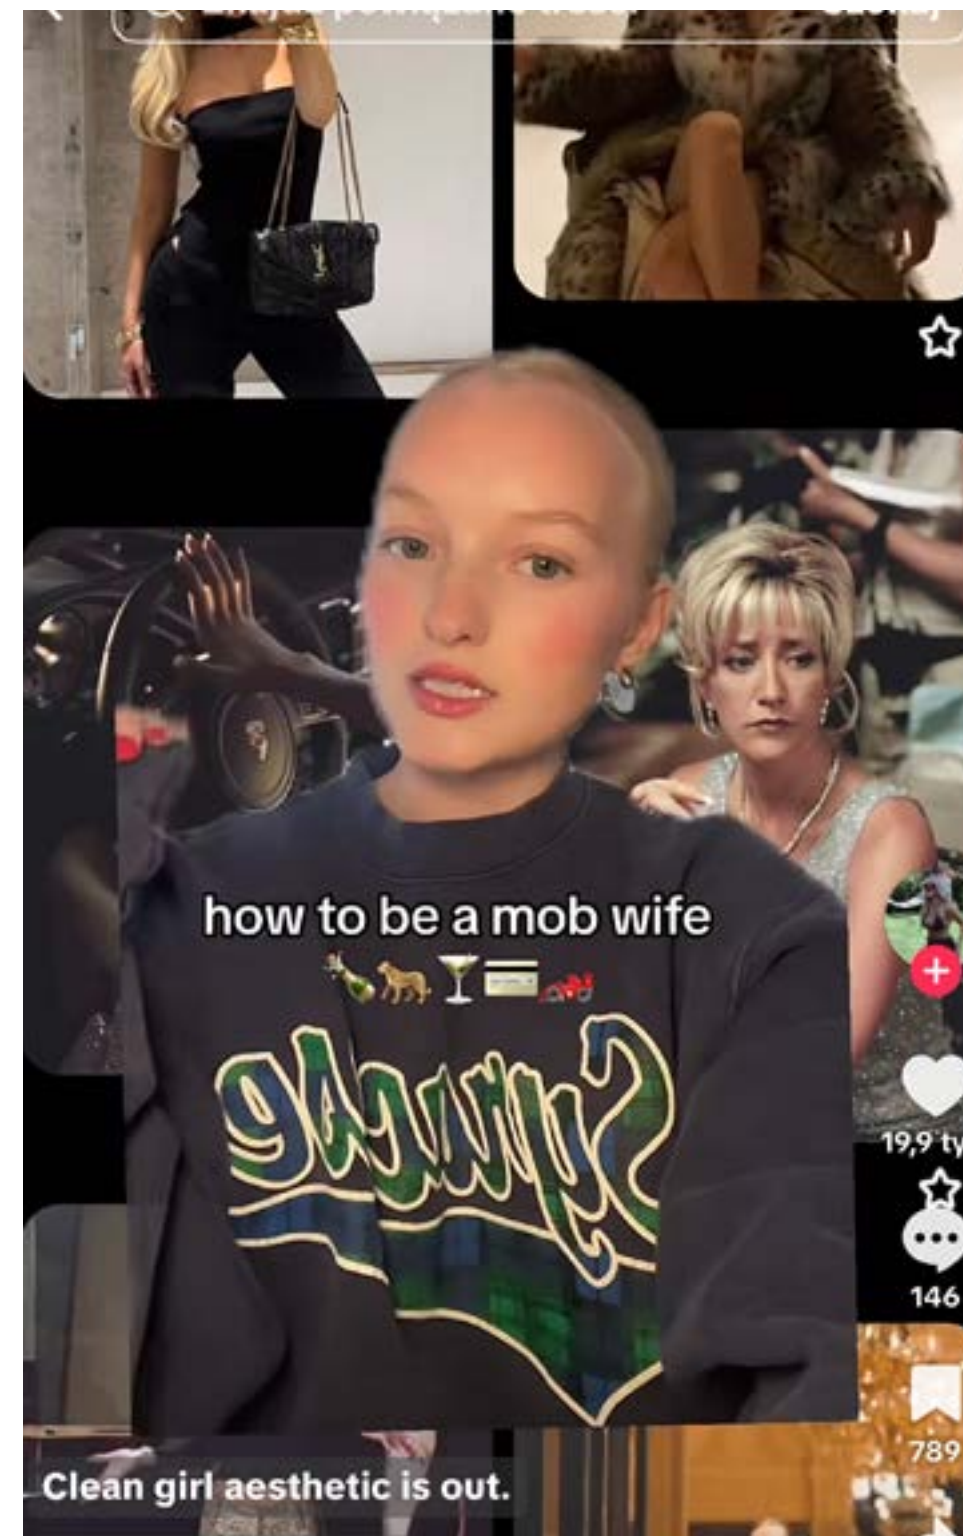 how to be a mob wife
Syracuse
19,9 ty
146
789
Clean girl aesthetic is out.